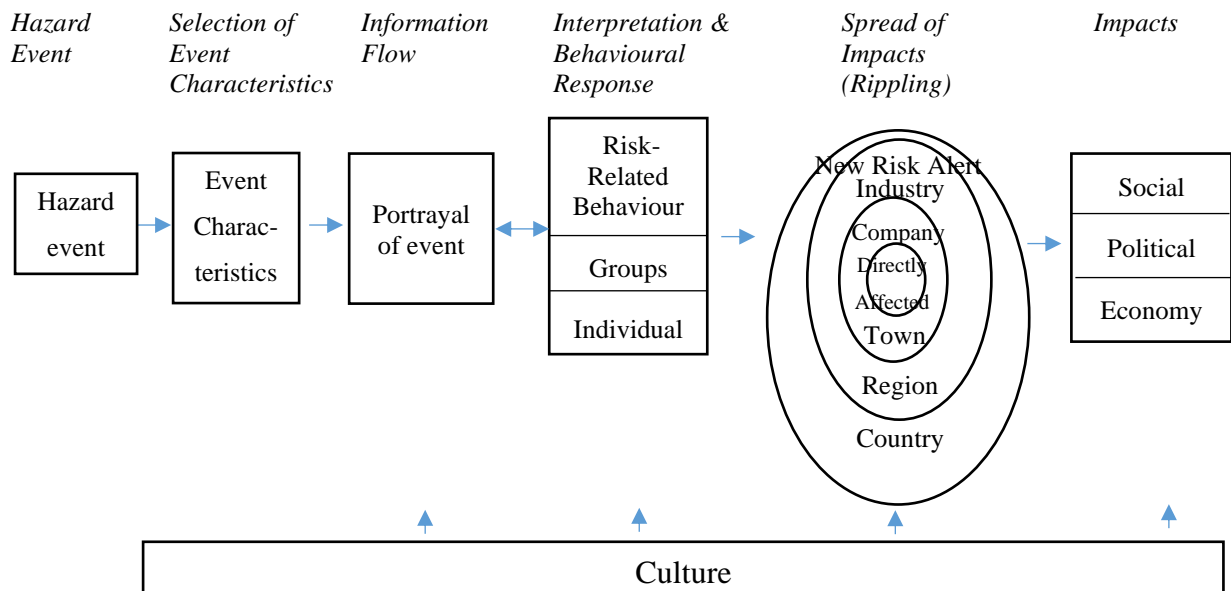 Hazard
Event
Selection of
Event
Characteristics
Information
Flow
Interpretation &
Behavioural
Response
Spread of
Impacts
(Rippling)
Impacts
Hazard
event
Event
Charac-
teristics
Portrayal
of event
Risk-
Related
Behaviour
Groups
Individual
New Risk Alert
Industry
Company
Directly
Affected
Town
Region
Country
Social
Political
Economy
Culture